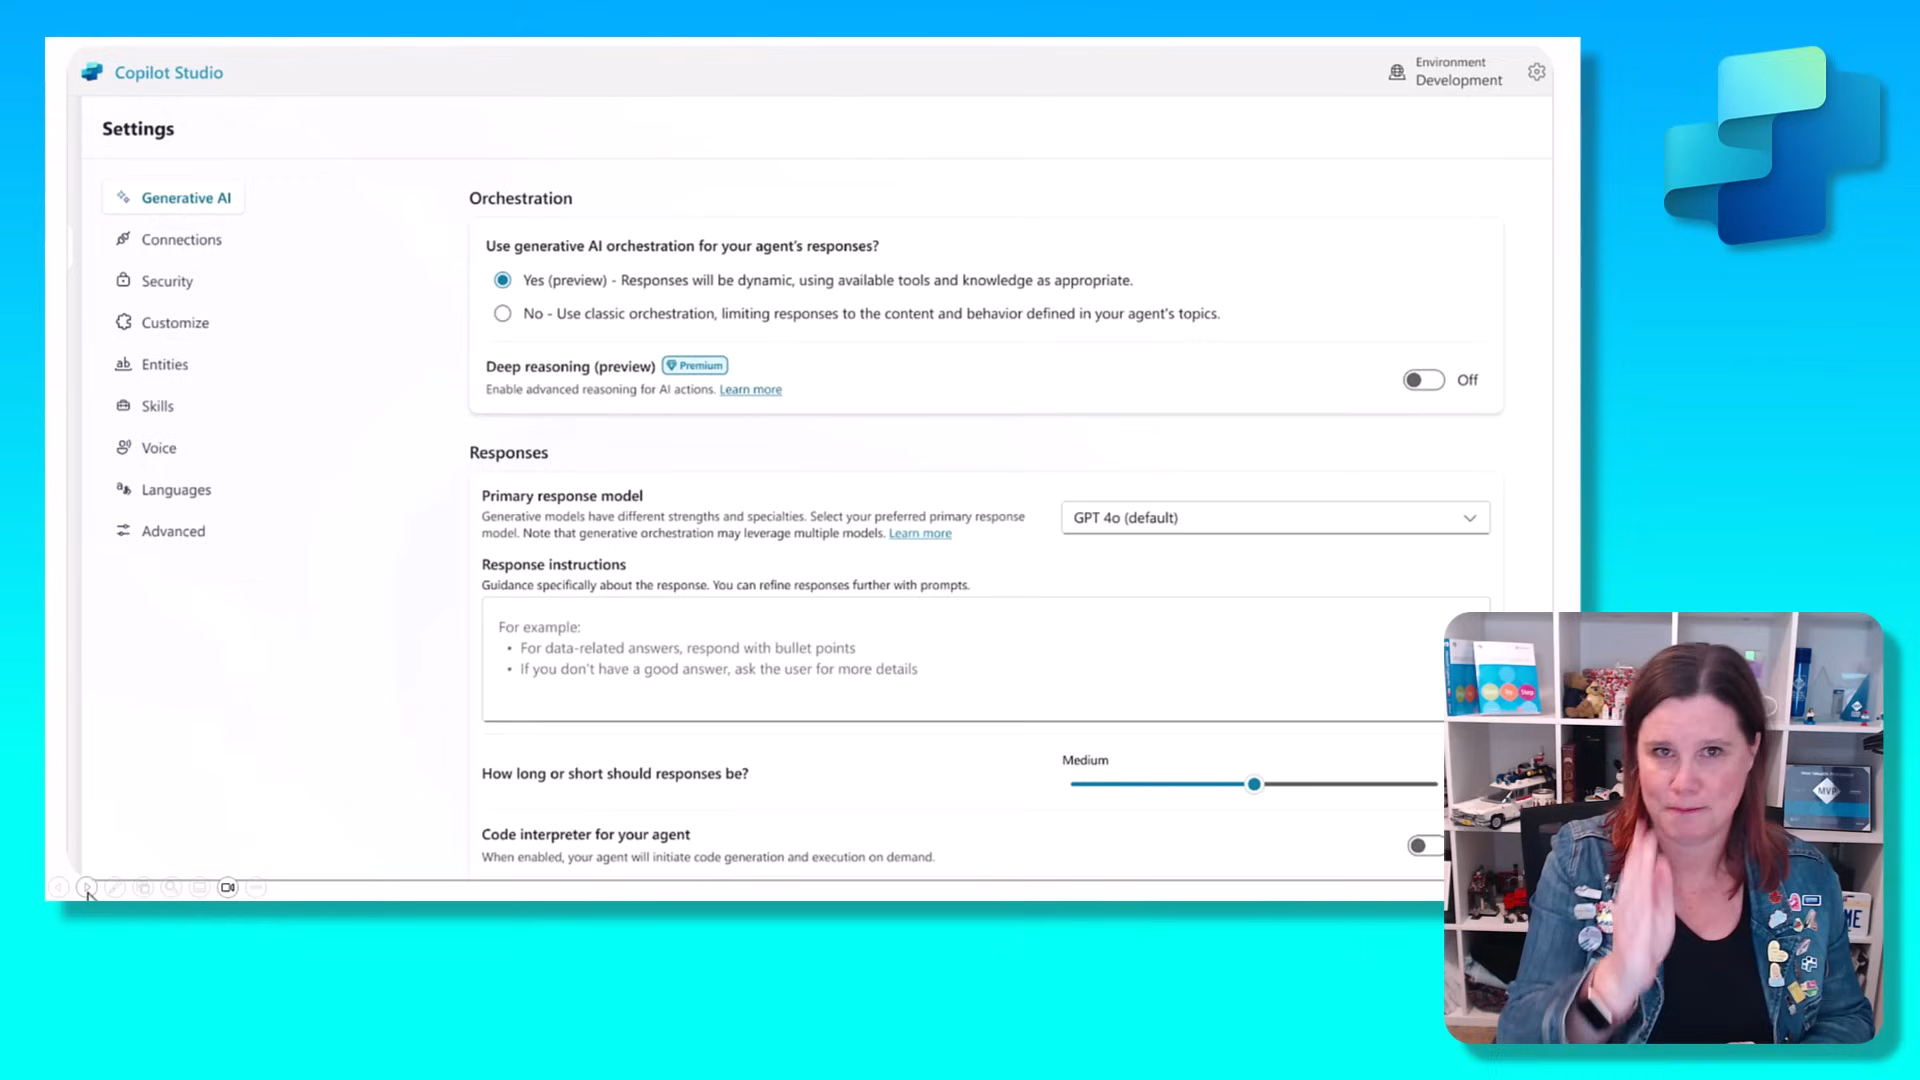 Copilot Studio
Environment
Development
Settings
Generative AI
Connections
Security
Customize
Entities
Skills
Voice
Languages
Advanced
Orchestration
Use generative AI orchestration for your agent's responses?
Yes (preview) - Responses will be dynamic, using available tools and knowledge as appropriate.
No - Use classic orchestration, limiting responses to the content and behavior defined in your agent's topics.
Deep reasoning (preview) Premium
Enable advanced reasoning for AI actions. Learn more
Off
Responses
Primary response model
Generative models have different strengths and specialties. Select your preferred primary response
model. Note that generative orchestration may leverage multiple models. Learn more
GPT 4o (default)
Response instructions
Guidance specifically about the response. You can refine responses further with prompts.
For example:
• For data-related answers, respond with bullet points
• If you don't have a good answer, ask the user for more details
How long or short should responses be?
Medium
Code interpreter for your agent
When enabled, your agent will initiate code generation and execution on demand.
MVP
ME